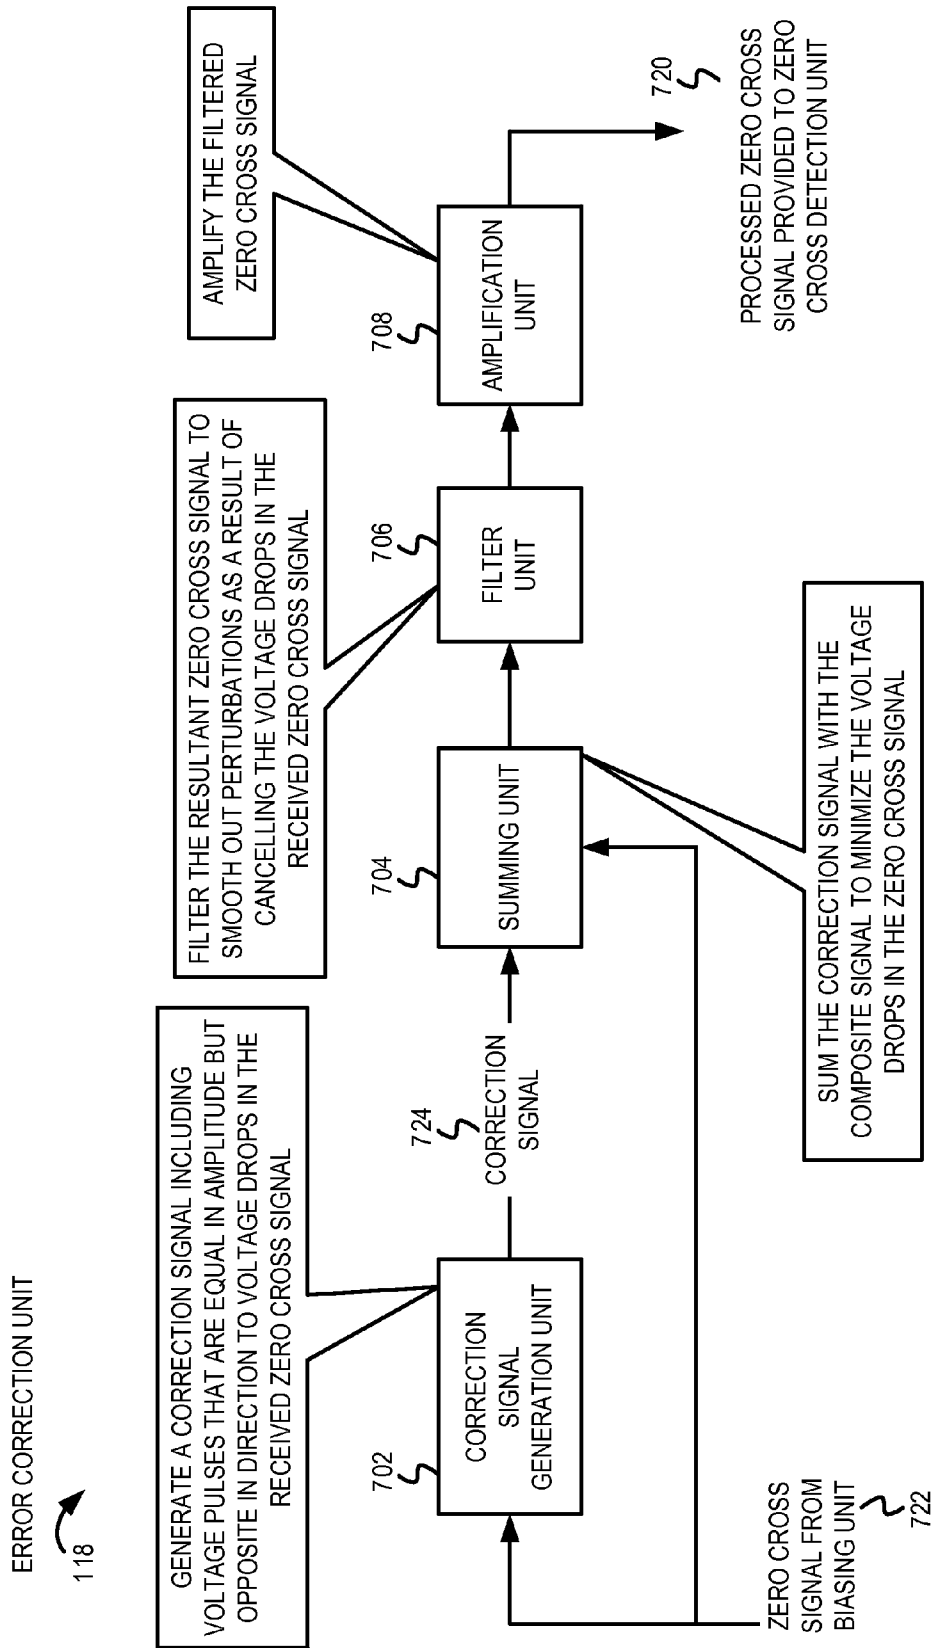 ERROR CORRECTION UNIT
118
GENERATE A CORRECTION SIGNAL INCLUDING
VOLTAGE PULSES THAT ARE EQUAL IN AMPLITUDE BUT
OPPOSITE IN DIRECTION TO VOLTAGE DROPS IN THE
RECEIVED ZERO CROSS SIGNAL
FILTER THE RESULTANT ZERO CROSS SIGNAL TO
SMOOTH OUT PERTURBATIONS AS A RESULT OF
CANCELLING THE VOLTAGE DROPS IN THE
RECEIVED ZERO CROSS SIGNAL
AMPLIFY THE FILTERED
ZERO CROSS SIGNAL
702
CORRECTION
SIGNAL
GENERATION UNIT
724
CORRECTION
SIGNAL
704
SUMMING UNIT
706
FILTER
UNIT
708
AMPLIFICATION
UNIT
720
PROCESSED ZERO CROSS
SIGNAL PROVIDED TO ZERO
CROSS DETECTION UNIT
ZERO CROSS
SIGNAL FROM
BIASING UNIT
722
SUM THE CORRECTION SIGNAL WITH THE
COMPOSITE SIGNAL TO MINIMIZE THE VOLTAGE
DROPS IN THE ZERO CROSS SIGNAL